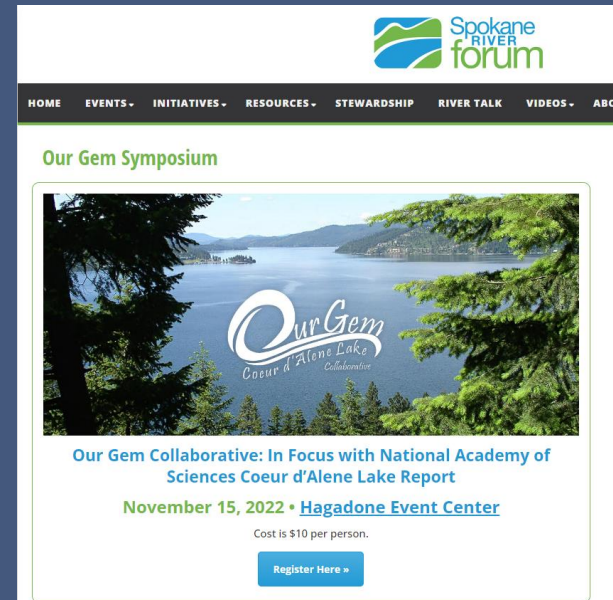 Spokane
RIVER
forum
HOME EVENTS INITIATIVES RESOURCES STEWARDSHIP RIVER TALK VIDEOS ABO
Our Gem Symposium
Our Gem
Coeur d'Alene Lake
Collaborative
Our Gem Collaborative: In Focus with National Academy of
Sciences Coeur d’Alene Lake Report
November 15, 2022 • Hagadone Event Center
Cost is $10 per person.
Register Here »